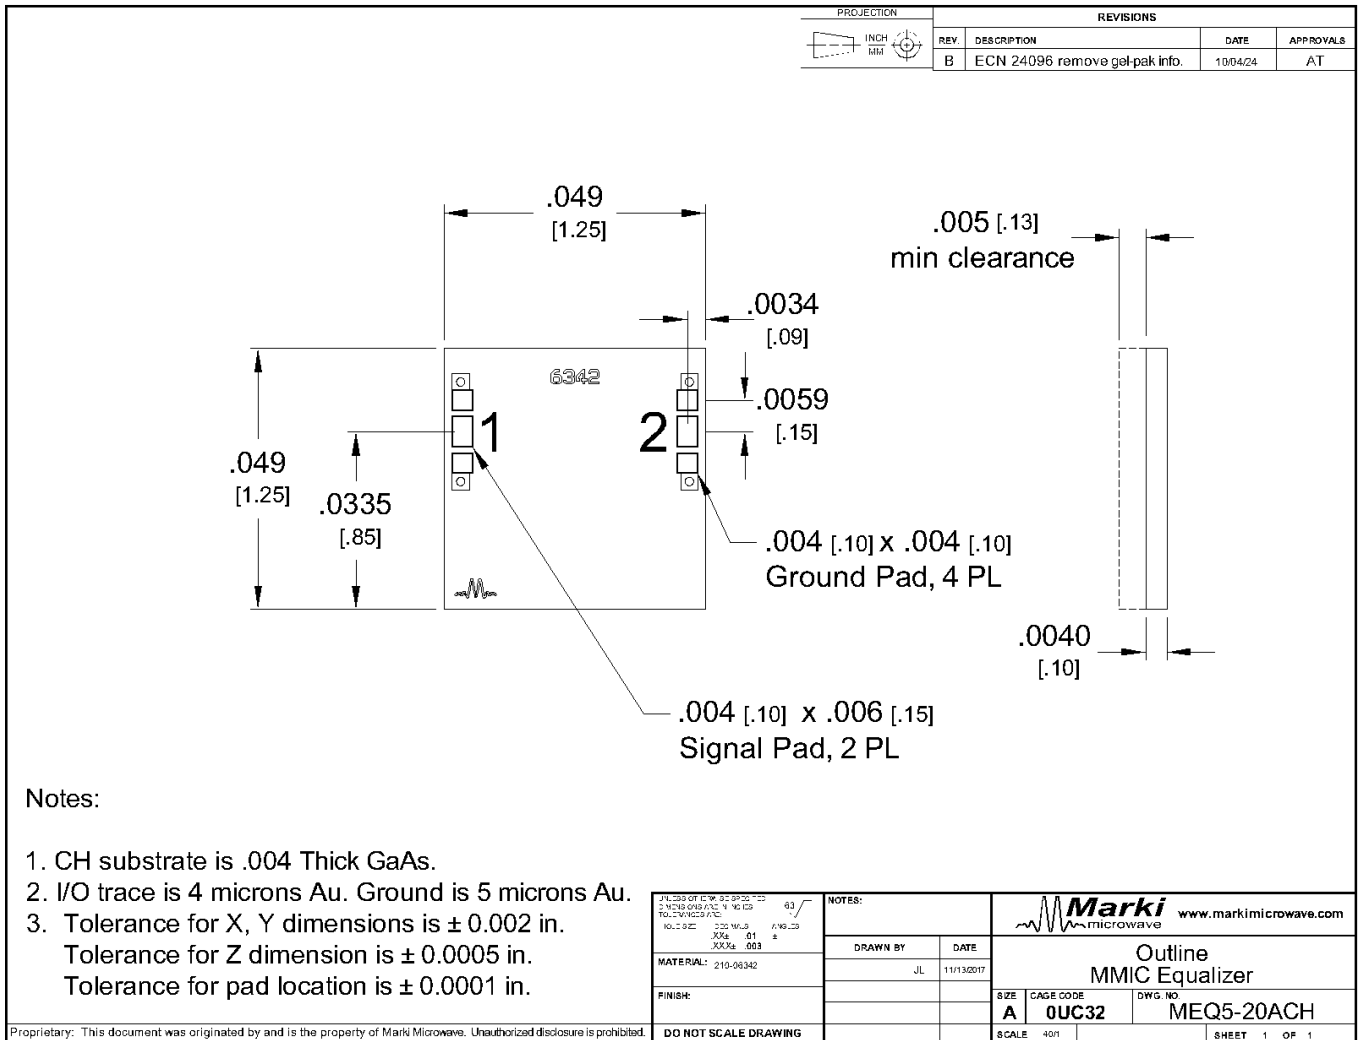 PROJECTION
INCH
MM
REVISIONS
REV. DESCRIPTION DATE APPROVALS
B ECN 24096 remove gel-pak info. 10/04/24 AT
.049
[1.25]
.005 [.13]
min clearance
.0034
[.09]
6342
.0059
[.15]
1
2
.049
[1.25]
.0335
[.85]
.004 [.10] x .004 [.10]
Ground Pad, 4 PL
.0040
[.10]
.004 [.10] x .006 [.15]
Signal Pad, 2 PL
Notes:
1. CH substrate is .004 Thick GaAs.
2. I/O trace is 4 microns Au. Ground is 5 microns Au.
3. Tolerance for X, Y dimensions is ± 0.002 in.
Tolerance for Z dimension is ± 0.0005 in.
Tolerance for pad location is ± 0.0001 in.
Proprietary: This document was originated by and is the property of Marki Microwave. Unauthorized disclosure is prohibited.
63
DECIMALS ANGLES
.XX± .01 ±
.XXX± .003
MATERIAL: 210-06342
FINISH:
DO NOT SCALE DRAWING
NOTES:
DRAWN BY DATE
JL 11/13/2017
Marki
microwave
www.markimicrowave.com
Outline
MMIC Equalizer
SIZE CAGE CODE DWG. NO.
A 0UC32 MEQ5-20ACH
SCALE 40/1 SHEET 1 OF 1